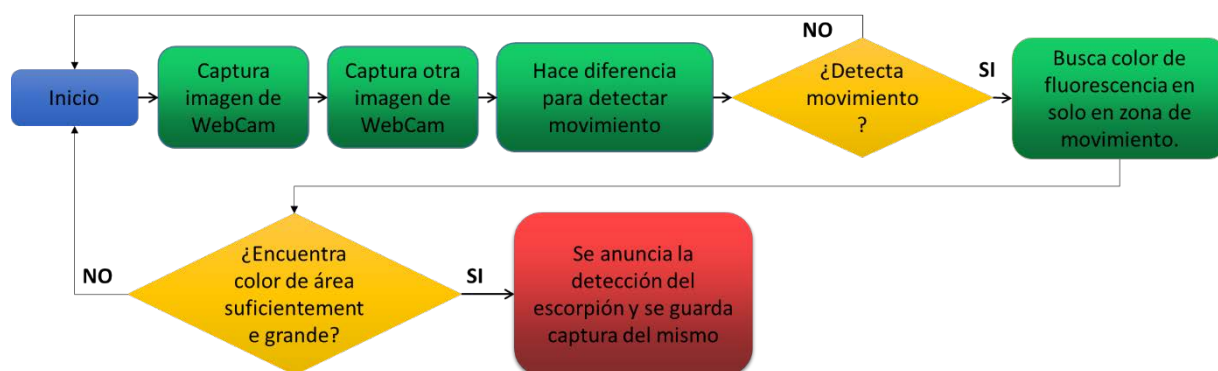 NO
Inicio
Captura
imagen de
WebCam
Captura otra
imagen de
WebCam
Hace diferencia
para detectar
movimiento
¿Detecta
movimiento
?
SI
Busca color de
fluorescencia en
solo en zona de
movimiento.
NO
¿Encuentra
color de área
suficientement
e grande?
SI
Se anuncia la
detección del
escorpión y se guarda
captura del mismo